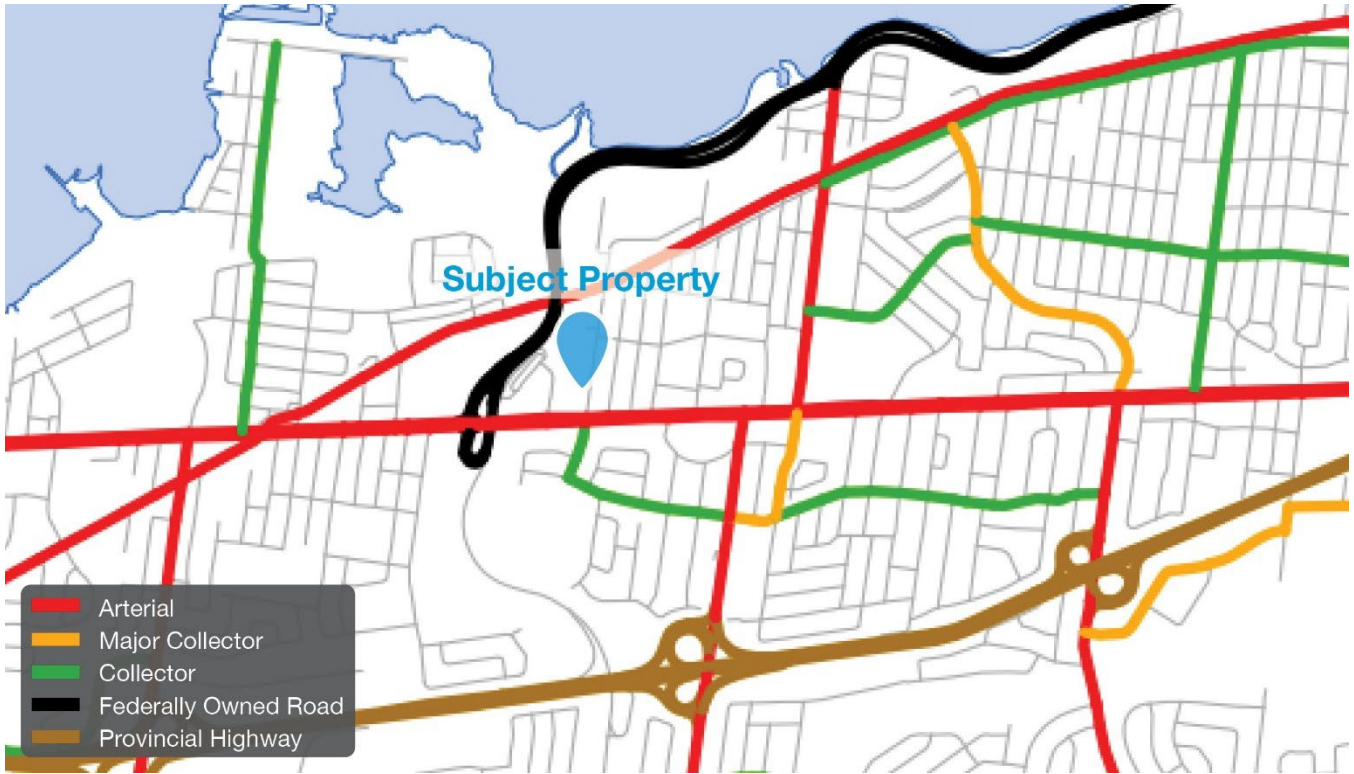 Subject Property
Arterial
Major Collector
Collector
Federally Owned Road
Provincial Highway